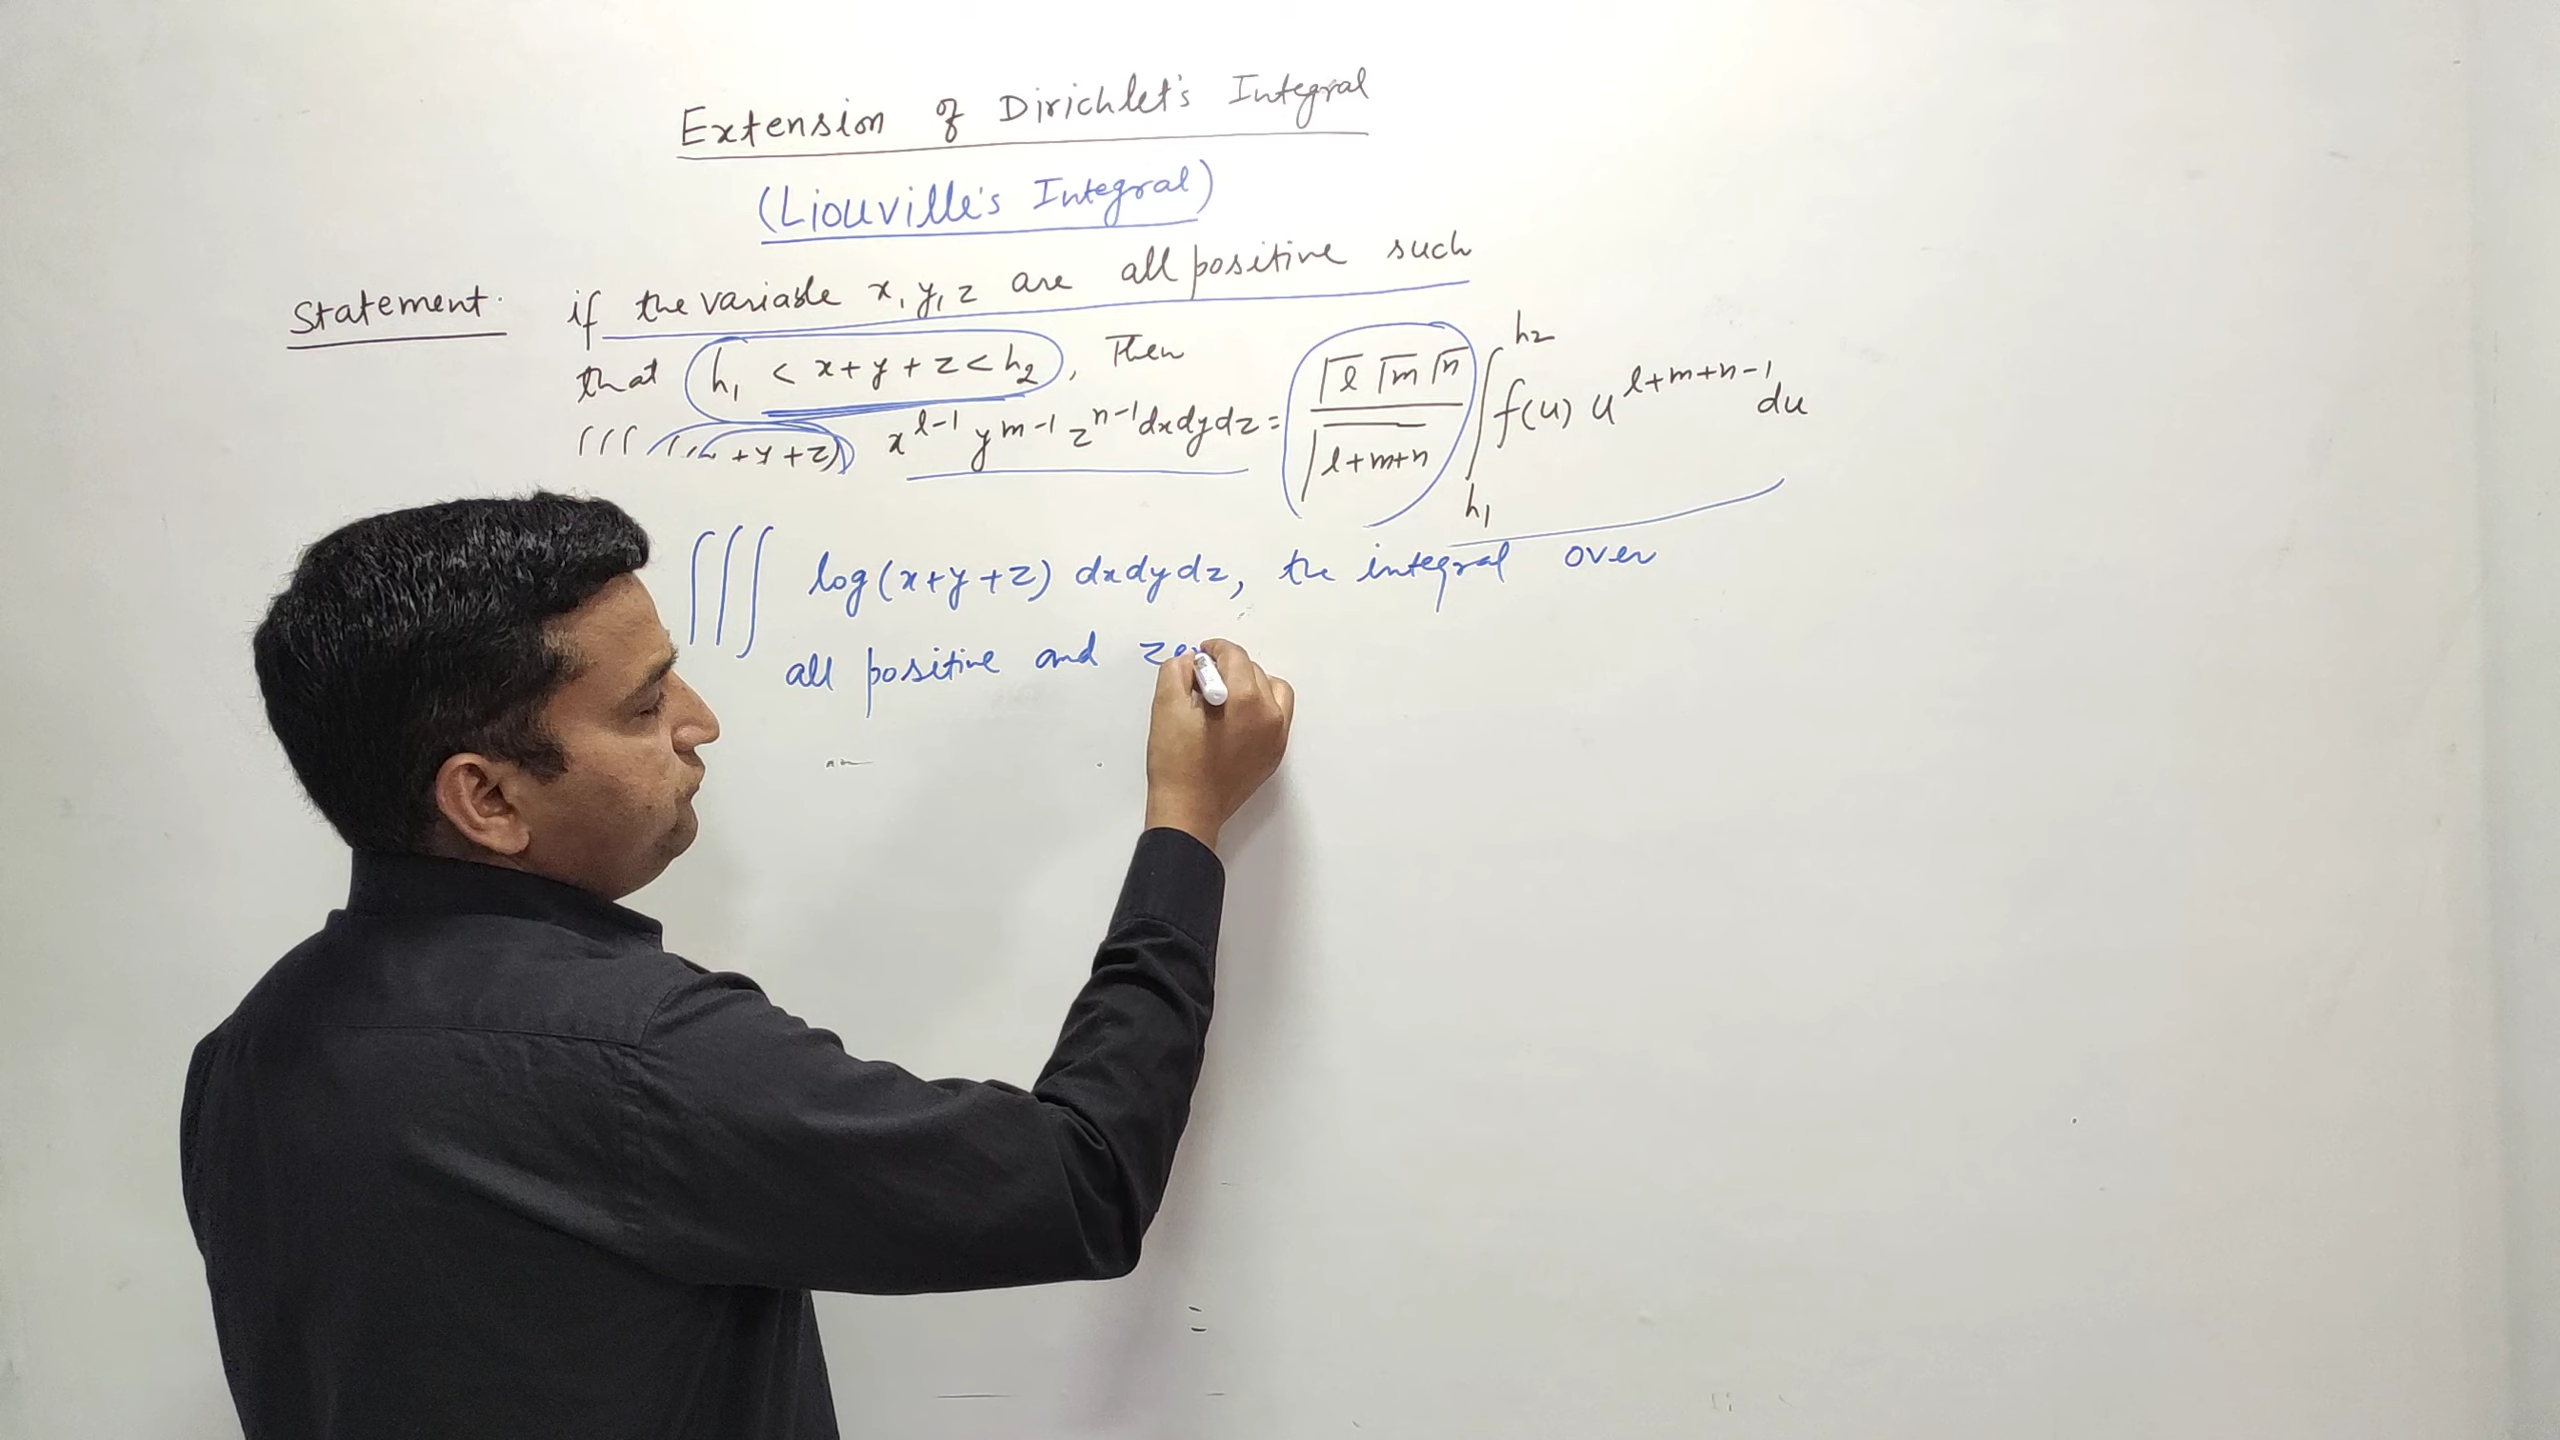 Extension of Dirichlet's Integral
(Liouville's Integral)
Statement. if the variable x, y, z are all positive such
that h₁ < x+y+z < h₂, Then
∫∫∫ +y+z) x^{l-1} y^{m-1} z^{n-1} dxdydz = Γl Γm Γn / Γl+m+n ∫_{h₁}^{h₂} f(u) u^{l+m+n-1} du
∫∫∫ log(x+y+z) dxdydz, the integral over
all positive and